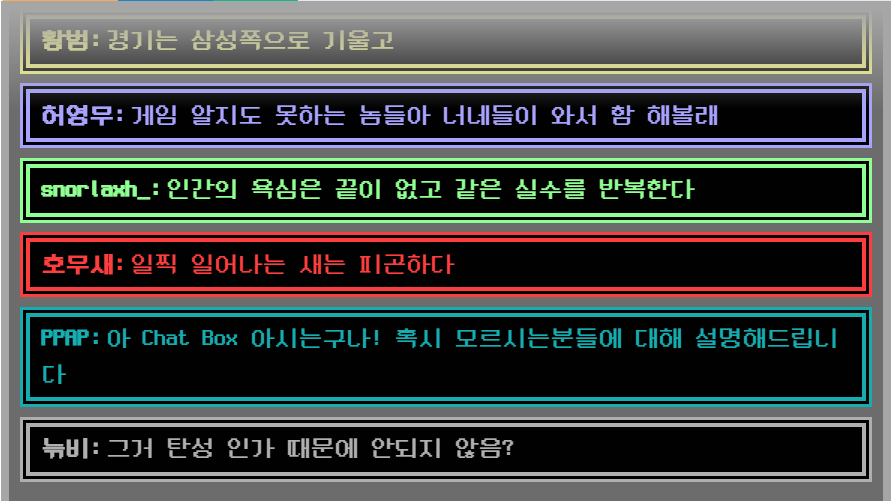 황범: 경기는 삼성쪽으로 기울고
허영무: 게임 알지도 못하는 놈들아 너네들이 와서 함 해볼래
snorlaxh_: 인간의 욕심은 끝이 없고 같은 실수를 반복한다
호무새: 일찍 일어나는 새는 피곤하다
PPAP: 아 Chat Box 아시는구나! 혹시 모르시는분들에 대해 설명해드립니
다
뉴비: 그거 탄성 인가 때문에 안되지 않음?